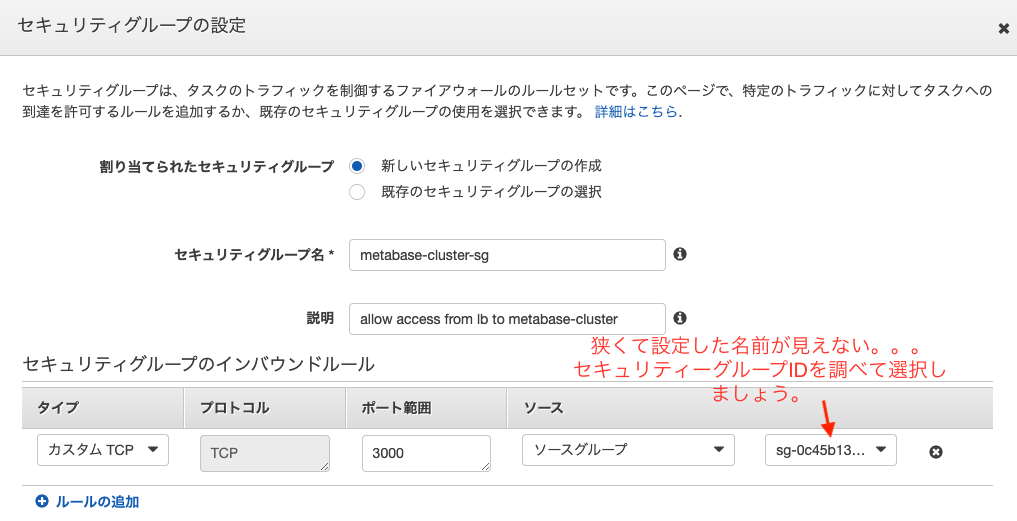 セキュリティグループの設定
セキュリティグループは、タスクのトラフィックを制御するファイアウォールのルールセットです。このページで、特定のトラフィックに対してタスクへの
到達を許可するルールを追加するか、既存のセキュリティグループの使用を選択できます。 詳細はこちら.
割り当てられたセキュリティグループ 新しいセキュリティグループの作成
既存のセキュリティグループの選択
セキュリティグループ名 * metabase-cluster-sg
説明 allow access from lb to metabase-cluster
狭くて設定した名前が見えない。。。
セキュリティーグループIDを調べて選択し
ましょう。
セキュリティグループのインバウンドルール
タイプ プロトコル ポート範囲 ソース
カスタム TCP TCP 3000 ソースグループ sg-0c45b13...
ルールの追加